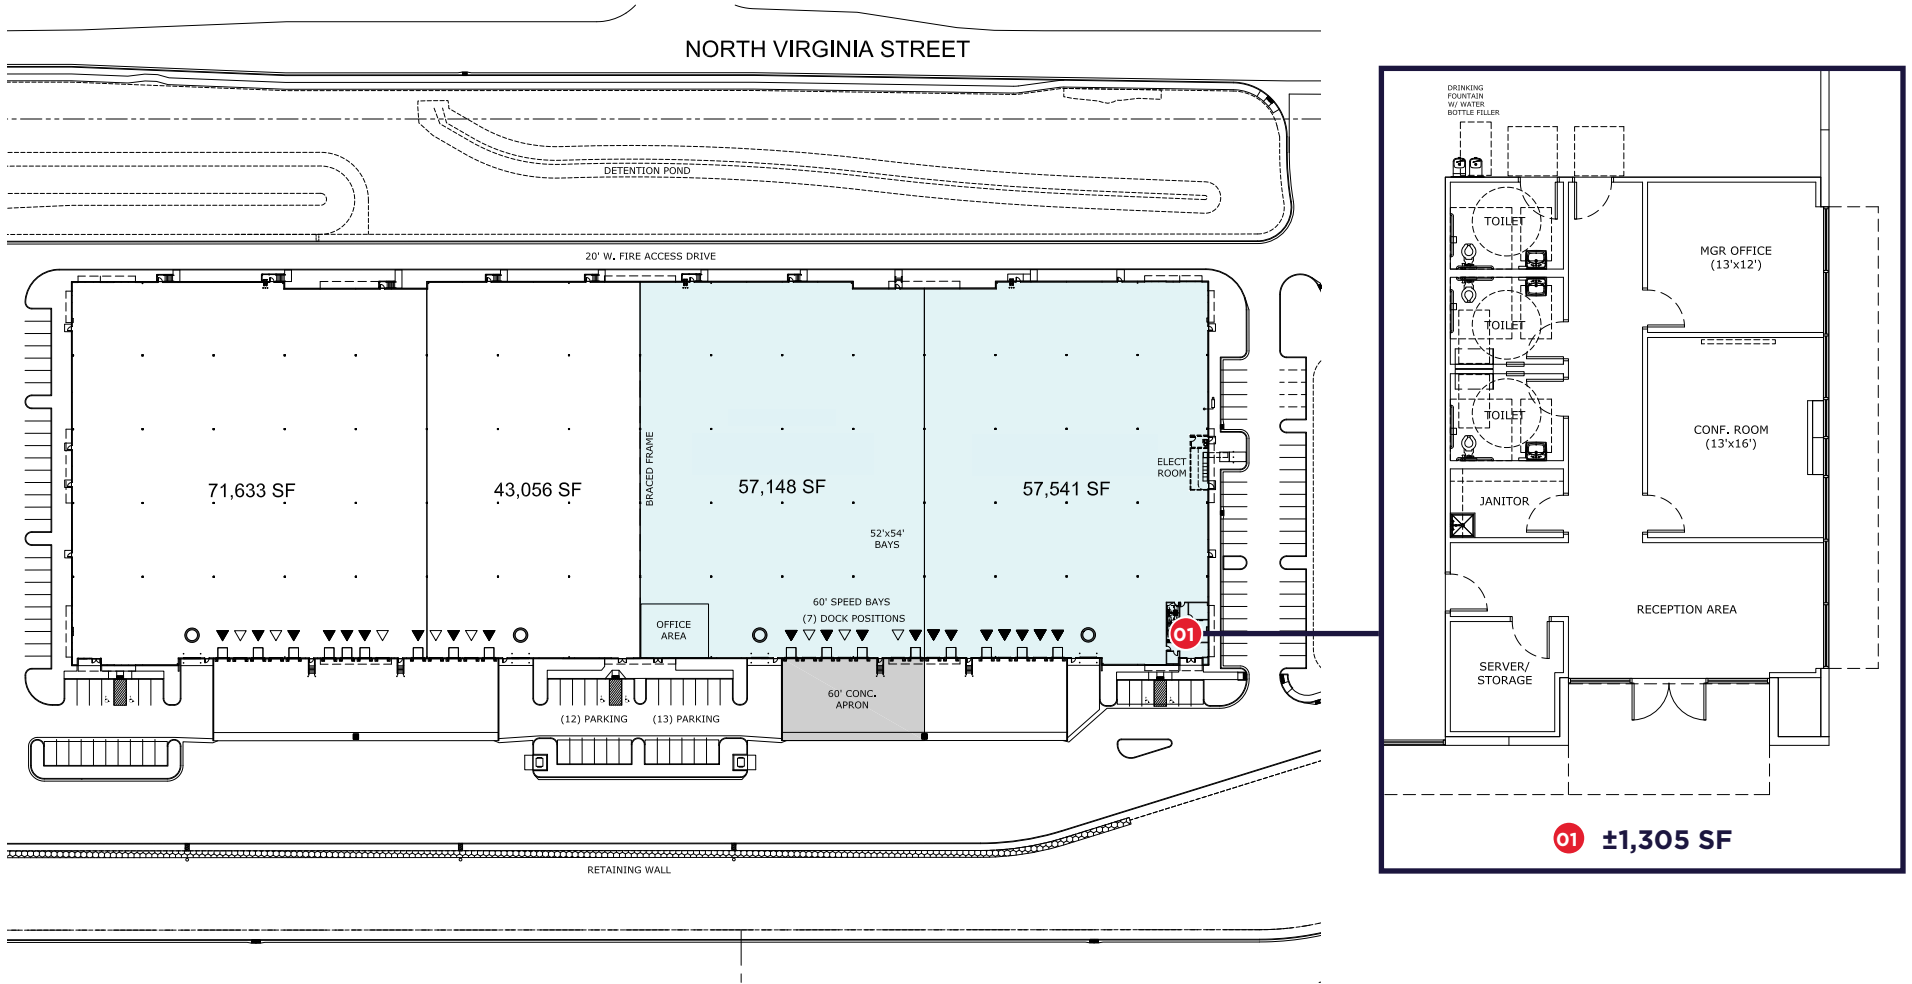 NORTH VIRGINIA STREET
DETENTION POND
20' W. FIRE ACCESS DRIVE
71,633 SF
43,056 SF
BRACED FRAME
57,148 SF
57,541 SF
ELECT
ROOM
52'x54'
BAYS
60' SPEED BAYS
(7) DOCK POSITIONS
OFFICE
AREA
01
60' CONC.
APRON
(12) PARKING
(13) PARKING
RETAINING WALL
DRINKING
FOUNTAIN
W/ WATER
BOTTLE FILLER
TOILET
MGR OFFICE
(13'x12')
TOILET
TOILET
CONF. ROOM
(13'x16')
JANITOR
RECEPTION AREA
SERVER/
STORAGE
01 ±1,305 SF